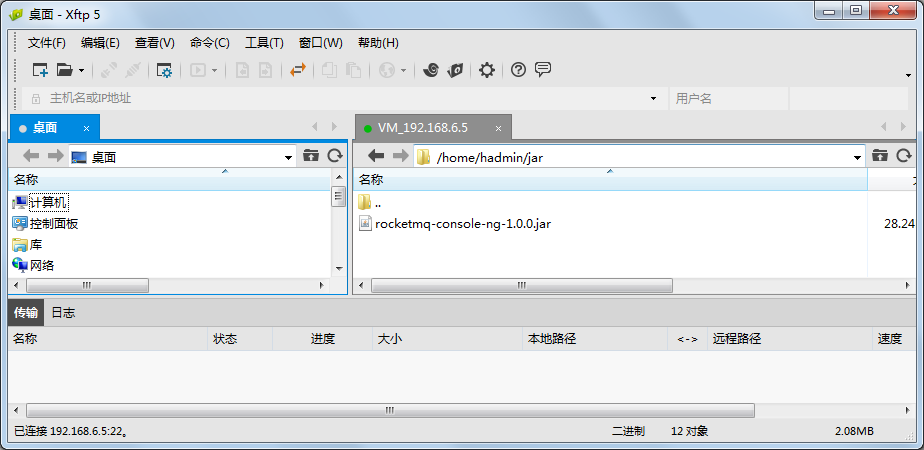 桌面 - Xftp 5
文件(F) 编辑(E) 查看(V) 命令(C) 工具(T) 窗口(W) 帮助(H)
主机名或IP地址 用户名
桌面 × VM_192.168.6.5 ×
桌面 /home/hadmin/jar
名称 名称
计算机 ..
控制面板 rocketmq-console-ng-1.0.0.jar 28.24
库
网络
传输 日志
名称 状态 进度 大小 本地路径 <-> 远程路径 速度
已连接 192.168.6.5:22。 二进制 12 对象 2.08MB